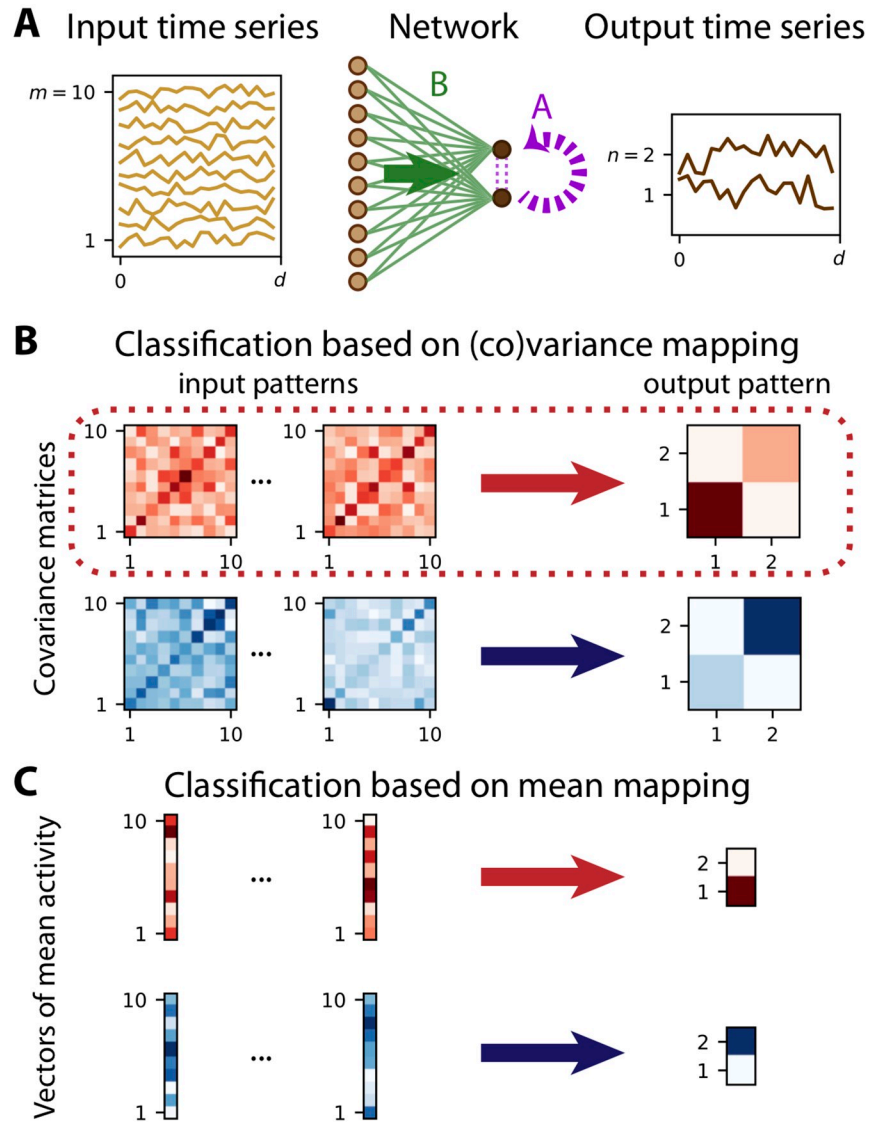 A
Input time series
Network
Output time series
m = 10
1
0
d
B
A
n = 2
1
0
d
B
Classification based on (co)variance mapping
input patterns
output pattern
Covariance matrices
10
1
1
10
...
10
1
1
10
2
1
1
2
10
1
1
10
...
10
1
1
10
2
1
1
2
C
Classification based on mean mapping
Vectors of mean activity
10
1
...
10
1
2
1
10
1
...
10
1
2
1